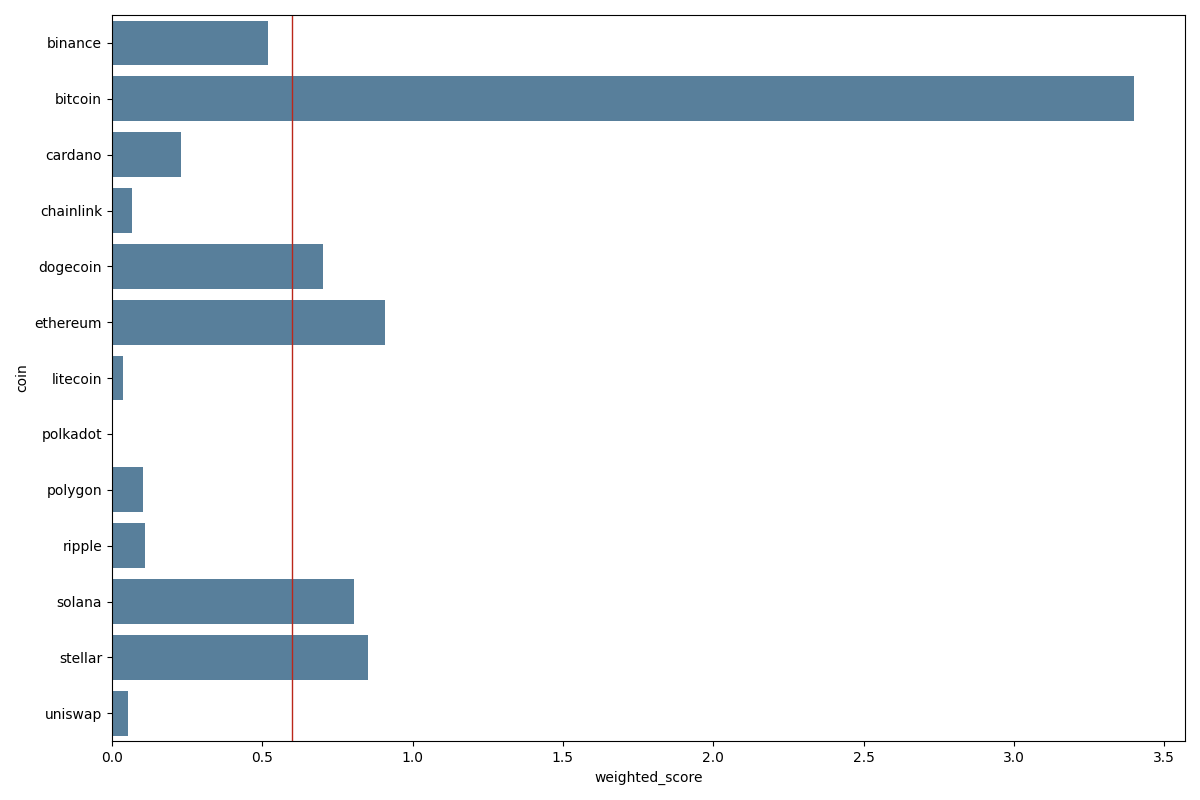 binance
bitcoin
cardano
chainlink
dogecoin
ethereum
litecoin
polkadot
polygon
ripple
solana
stellar
uniswap
coin
0.0 0.5 1.0 1.5 2.0 2.5 3.0 3.5
weighted_score